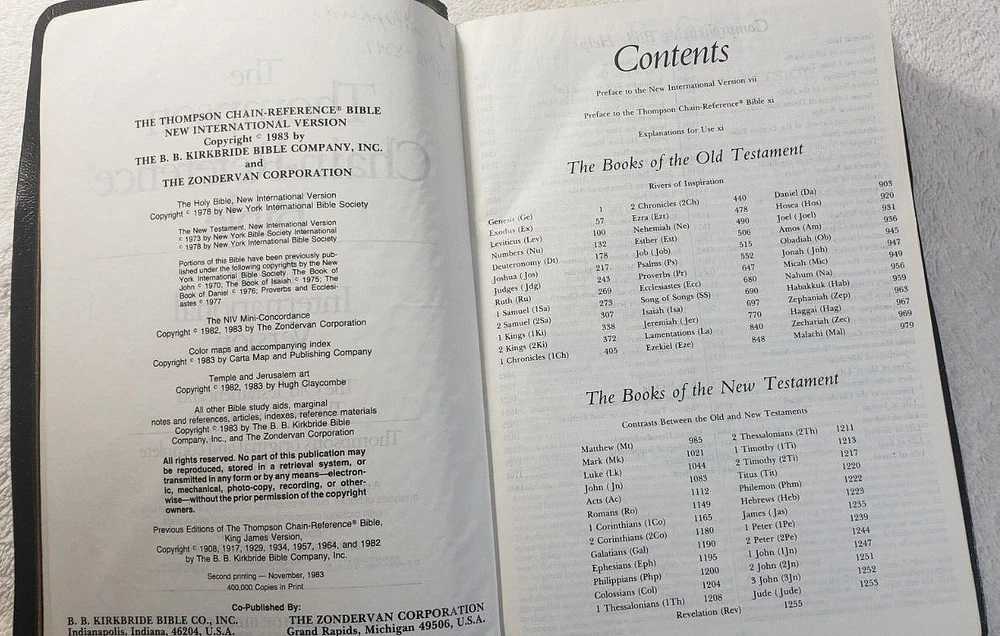 THE THOMPSON CHAIN-REFERENCE® BIBLE
NEW INTERNATIONAL VERSION
Copyright © 1983 by
THE B. B. KIRKBRIDE BIBLE COMPANY, INC.
and
THE ZONDERVAN CORPORATION
The Holy Bible, New International Version
Copyright © 1978 by New York International Bible Society
The New Testament, New International Version
© 1973 by New York Bible Society International
© 1978 by New York International Bible Society
Portions of this Bible have been previously pub-
lished under the following copyrights by the New
York International Bible Society. The Book of
John © 1970; The Book of Isaiah © 1975; The
Book of Daniel © 1976; Proverbs and Ecclesi-
astes © 1977
The NIV Mini-Concordance
Copyright © 1982, 1983 by The Zondervan Corporation
Color maps and accompanying index
Copyright © 1983 by Carta Map and Publishing Company
Temple and Jerusalem art
Copyright © 1982, 1983 by Hugh Claycombe
All other Bible study aids, marginal
notes and references, articles, indexes, reference materials
Copyright © 1983 by The B. B. Kirkbride Bible
Company, Inc., and The Zondervan Corporation
All rights reserved. No part of this publication may
be reproduced, stored in a retrieval system, or
transmitted in any form or by any means—electron-
ic, mechanical, photo-copy, recording, or other-
wise—without the prior permission of the copyright
owners.
Previous Editions of The Thompson Chain-Reference® Bible,
King James Version,
Copyright © 1908, 1917, 1929, 1934, 1957, 1964, and 1982
by The B. B. Kirkbride Bible Company, Inc.
Second printing — November, 1983
400,000 Copies in Print
Co-Published By:
B. B. KIRKBRIDE BIBLE CO., INC.
Indianapolis, Indiana, 46204, U.S.A.
THE ZONDERVAN CORPORATION
Grand Rapids, Michigan 49506, U.S.A.
Contents
Preface to the New International Version vii
Preface to the Thompson Chain-Reference® Bible xi
Explanations for Use xi
The Books of the Old Testament
Rivers of Inspiration
Genesis (Ge) 1
Exodus (Ex) 57
Leviticus (Lev) 100
Numbers (Nu) 132
Deuteronomy (Dt) 178
Joshua (Jos) 217
Judges (Jdg) 243
Ruth (Ru) 269
1 Samuel (1Sa) 273
2 Samuel (2Sa) 307
1 Kings (1Ki) 338
2 Kings (2Ki) 372
1 Chronicles (1Ch) 405
2 Chronicles (2Ch) 440
Ezra (Ezr) 478
Nehemiah (Ne) 490
Esther (Est) 506
Job (Job) 515
Psalms (Ps) 552
Proverbs (Pr) 647
Ecclesiastes (Ecc) 680
Song of Songs (SS) 690
Isaiah (Isa) 697
Jeremiah (Jer) 770
Lamentations (La) 840
Ezekiel (Eze) 848
Daniel (Da) 903
Hosea (Hos) 920
Joel (Joel) 931
Amos (Am) 936
Obadiah (Ob) 945
Jonah (Jnh) 947
Micah (Mic) 949
Nahum (Na) 956
Habakkuk (Hab) 959
Zephaniah (Zep) 963
Haggai (Hag) 967
Zechariah (Zec) 969
Malachi (Mal) 979
The Books of the New Testament
Contrasts Between the Old and New Testaments
Matthew (Mt) 985
Mark (Mk) 1021
Luke (Lk) 1044
John (Jn) 1083
Acts (Ac) 1112
Romans (Ro) 1149
1 Corinthians (1Co) 1165
2 Corinthians (2Co) 1180
Galatians (Gal) 1190
Ephesians (Eph) 1195
Philippians (Php) 1200
Colossians (Col) 1204
1 Thessalonians (1Th) 1208
2 Thessalonians (2Th) 1211
1 Timothy (1Ti) 1213
2 Timothy (2Ti) 1217
Titus (Tit) 1220
Philemon (Phm) 1222
Hebrews (Heb) 1223
James (Jas) 1235
1 Peter (1Pe) 1239
2 Peter (2Pe) 1244
1 John (1Jn) 1247
2 John (2Jn) 1251
3 John (3Jn) 1252
Jude (Jude) 1253
Revelation (Rev) 1255